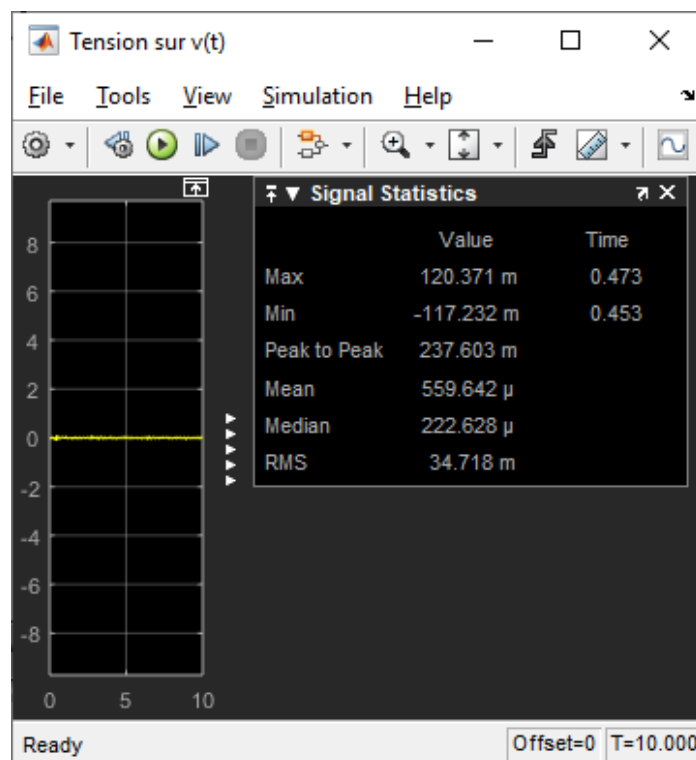 Tension sur v(t)
File Tools View Simulation Help
Signal Statistics
Value Time
Max 120.371 m 0.473
Min -117.232 m 0.453
Peak to Peak 237.603 m
Mean 559.642 µ
Median 222.628 µ
RMS 34.718 m
8
6
4
2
0
-2
-4
-6
-8
0 5 10
Ready Offset=0 T=10.000